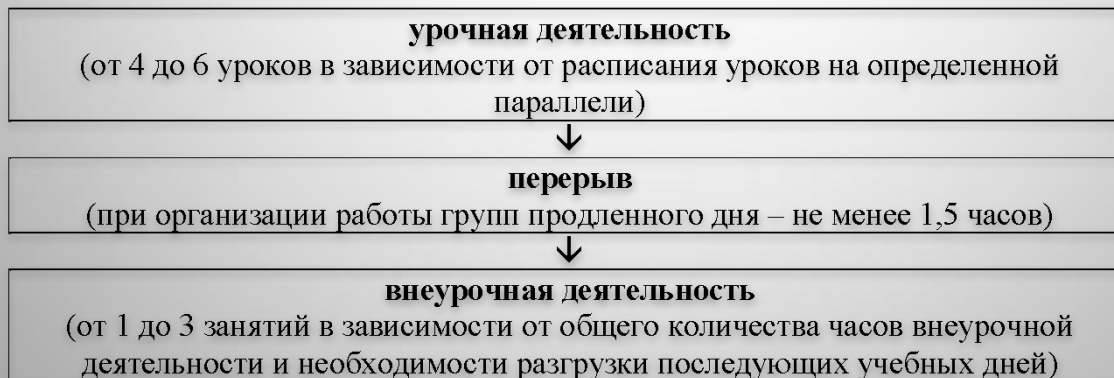 урочная деятельность
(от 4 до 6 уроков в зависимости от расписания уроков на определенной
параллели)
↓
перерыв
(при организации работы групп продленного дня – не менее 1,5 часов)
↓
внеурочная деятельность
(от 1 до 3 занятий в зависимости от общего количества часов внеурочной
деятельности и необходимости разгрузки последующих учебных дней)